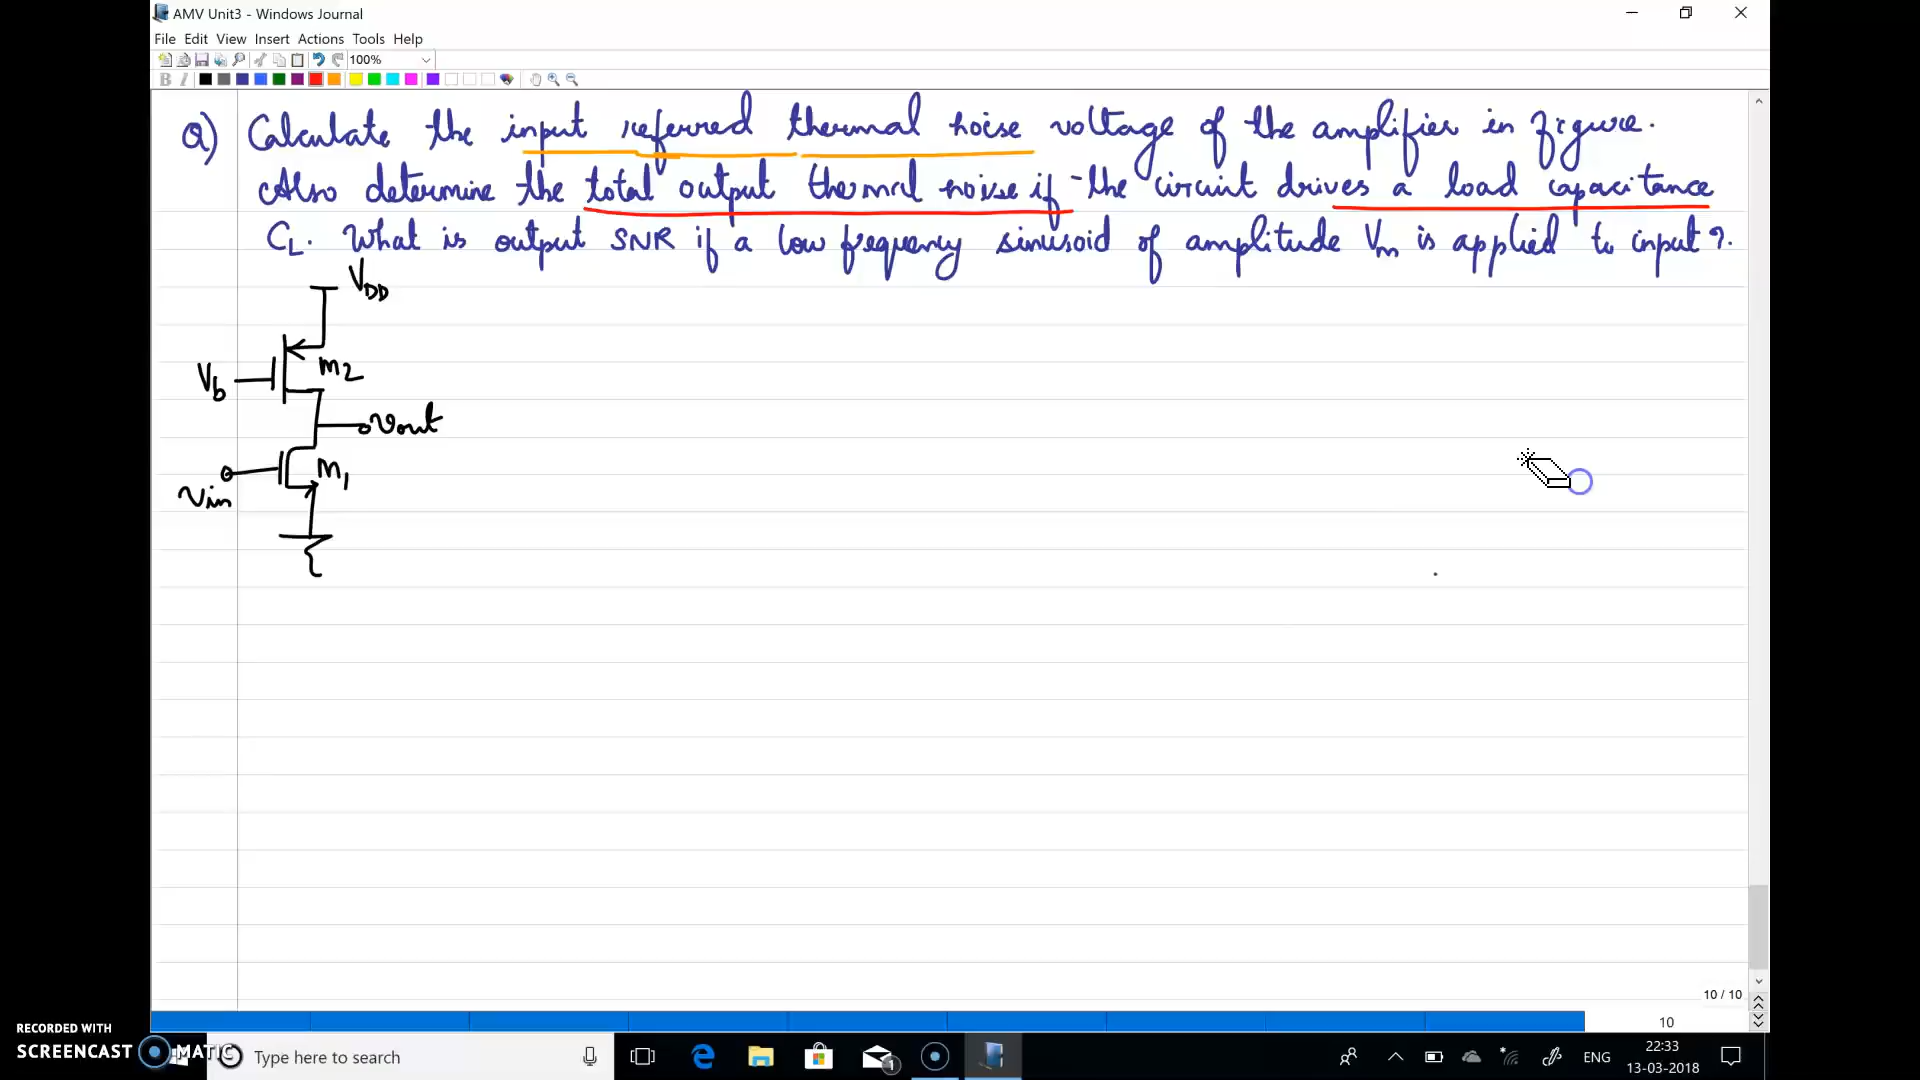 AMV Unit3 - Windows Journal
File Edit View Insert Actions Tools Help
100%
B I
Q) Calculate the input referred thermal noise voltage of the amplifier in figure.
Also determine the total output thermal noise if the circuit drives a load capacitance
CL. What is output SNR if a low frequency sinusoid of amplitude Vm is applied to input?
VDD
M2
Vb
Vout
M1
Vin
10 / 10
10
RECORDED WITH
SCREENCAST MATIC
Type here to search
1
ENG
22:33
13-03-2018